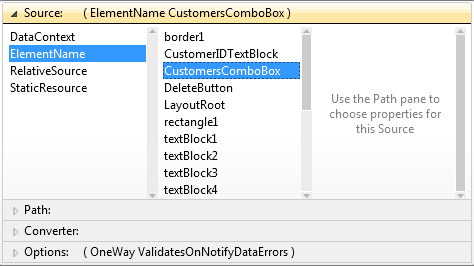 Source: ( ElementName CustomersComboBox )
DataContext
ElementName
RelativeSource
StaticResource
border1
CustomerIDTextBlock
CustomersComboBox
DeleteButton
LayoutRoot
rectangle1
textBlock1
textBlock2
textBlock3
textBlock4
Use the Path pane to
choose properties for
this Source
Path:
Converter:
Options: ( OneWay ValidatesOnNotifyDataErrors )